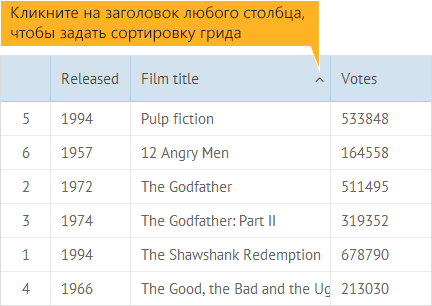 Кликните на заголовок любого столбца,
чтобы задать сортировку грида
Released Film title Votes
5 1994 Pulp fiction 533848
6 1957 12 Angry Men 164558
2 1972 The Godfather 511495
3 1974 The Godfather: Part II 319352
1 1994 The Shawshank Redemption 678790
4 1966 The Good, the Bad and the Ug 213030